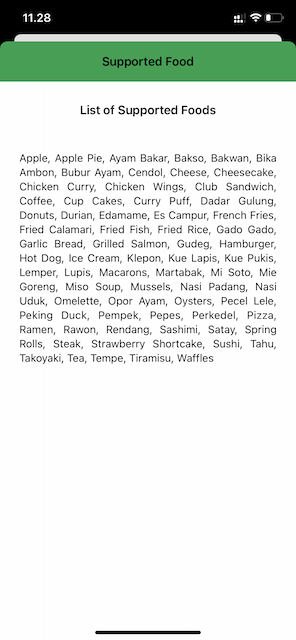 11.28
Supported Food
List of Supported Foods
Apple, Apple Pie, Ayam Bakar, Bakso, Bakwan, Bika
Ambon, Bubur Ayam, Cendol, Cheese, Cheesecake,
Chicken Curry, Chicken Wings, Club Sandwich,
Coffee, Cup Cakes, Curry Puff, Dadar Gulung,
Donuts, Durian, Edamame, Es Campur, French Fries,
Fried Calamari, Fried Fish, Fried Rice, Gado Gado,
Garlic Bread, Grilled Salmon, Gudeg, Hamburger,
Hot Dog, Ice Cream, Klepon, Kue Lapis, Kue Pukis,
Lemper, Lupis, Macarons, Martabak, Mi Soto, Mie
Goreng, Miso Soup, Mussels, Nasi Padang, Nasi
Uduk, Omelette, Opor Ayam, Oysters, Pecel Lele,
Peking Duck, Pempek, Pepes, Perkedel, Pizza,
Ramen, Rawon, Rendang, Sashimi, Satay, Spring
Rolls, Steak, Strawberry Shortcake, Sushi, Tahu,
Takoyaki, Tea, Tempe, Tiramisu, Waffles